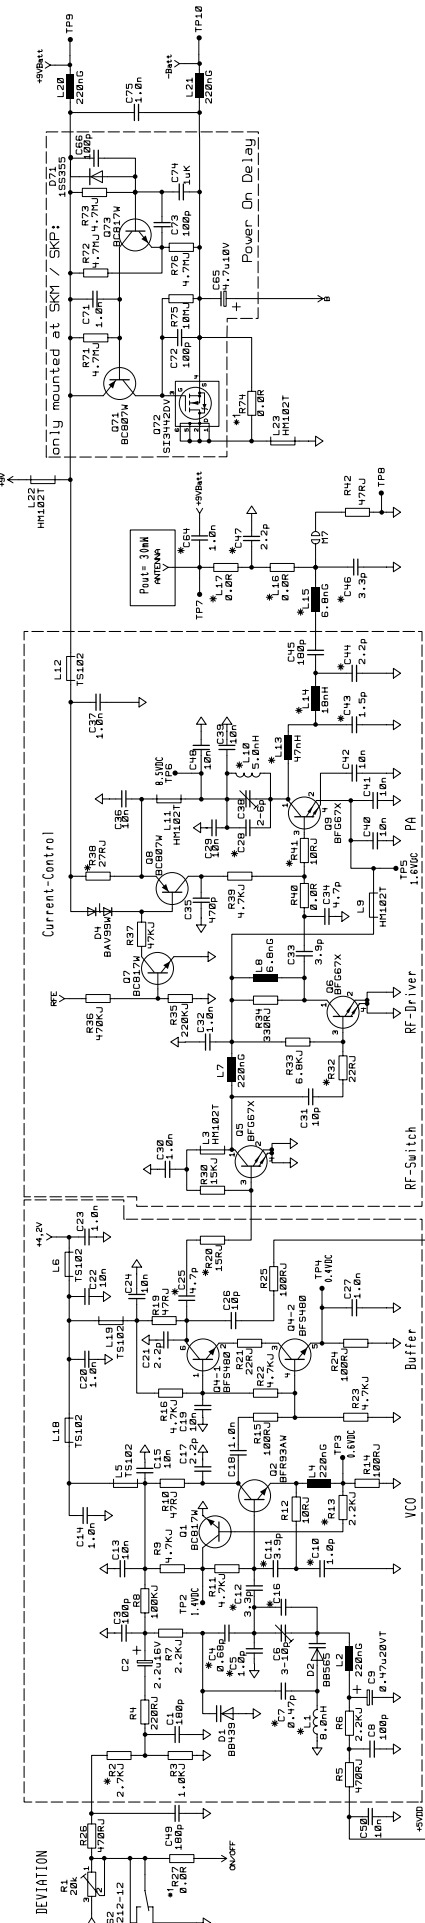 TP9
TP10
+9VBatt
-Batt
L20
220nG
L21
220nG
C75
1.0n
only mounted at SKM / SKP:
Power On Delay
D71
1SS355
C66
100p
R73
4.7MJ
R72
4.7MJ
Q73
BC817W
C74
1uK
C73
100p
R76
4.7MJ
C71
1.0n
R71
4.7MJ
R75
10MJ
C72
100p
C65
4.7u10V
Q71
BC807W
Q72
SI3442DV
*1
R74
0.0R
L23
HM102T
B
+9V
L22
HM102T
Pout= 30mW
ANTENNA
+9VBatt
*C64
1.0n
*C47
2.2p
TP7
*L17
0.0R
*L16
0.0R
R42
47RJ
TP8
M7
*L15
6.8nG
*C46
3.3p
L12
TS102
C37
1.0n
C45
180p
*C44
2.2p
*L14
18nH
*C43
1.5p
Current-Control
8.5VDC
TP6
C48
10n
C39
10n
*L10
5.0nH
*L13
47nH
C36
10n
L11
HM102T
C29
10n
C38
2-6p
*C28
C42
10n
C41
10n
C40
10n
PA
*R38
27RJ
Q8
BC807W
C35
470p
R39
4.7KJ
*R41
10RJ
Q9
BFG67X
R40
0.0R
C34
4.7p
L9
HM102T
TP5
1.6VDC
D4
BAV99W
R37
47KJ
Q7
BC817W
RFE
R36
470KJ
R35
220KJ
C32
1.0n
L8
6.8nG
C33
3.9p
R34
330RJ
Q6
BFG67X
R33
6.8KJ
*R32
22RJ
L7
220nG
C31
10p
RF-Driver
C30
1.0n
L3
HM102T
R30
15KJ
Q5
BFG67X
RF-Switch
+4.2V
C23
1.0n
L6
TS102
C22
10n
L19
TS102
C24
10n
R19
47RJ
*C25
4.7p
*R20
15RJ
R25
100RJ
C26
10p
TP4
0.4VDC
C27
1.0n
C20
1.0n
C21
2.2p
Q4-1
BFS480
R21
22RJ
Q4-2
BFS480
R22
4.7KJ
R24
100RJ
Buffer
L18
TS102
R16
4.7KJ
C19
10n
R15
100RJ
R23
4.7KJ
C14
1.0n
L5
TS102
C15
10n
C17
2.2p
C18
1.0n
Q2
BFR93AW
L4
220nG
TP3
0.6VDC
R14
100RJ
C13
10n
R10
47RJ
Q1
BC817W
R12
10RJ
*R13
2.2KJ
VCO
R9
4.7KJ
R11
4.7KJ
*C11
3.9p
*C10
1.0p
TP2
1.4VDC
*C12
3.3p
*C16
C3
100p
R8
100KJ
C2
2.2u16V
R7
2.2KJ
*C4
0.68p
*C5
1.0p
C6
3-10p
D2
BB565
L2
220nG
C9
0.47u20VT
R4
220RJ
C1
180p
D1
BB439
*C7
0.47p
*L1
8.0nH
R6
2.2KJ
C8
100p
*R2
2.7KJ
R3
1.0KJ
R5
470RJ
C50
10n
+5VDD
R26
470RJ
C49
180p
DEVIATION
R1
20k
*1
R27
0.0R
ON/OFF
S2
212-12